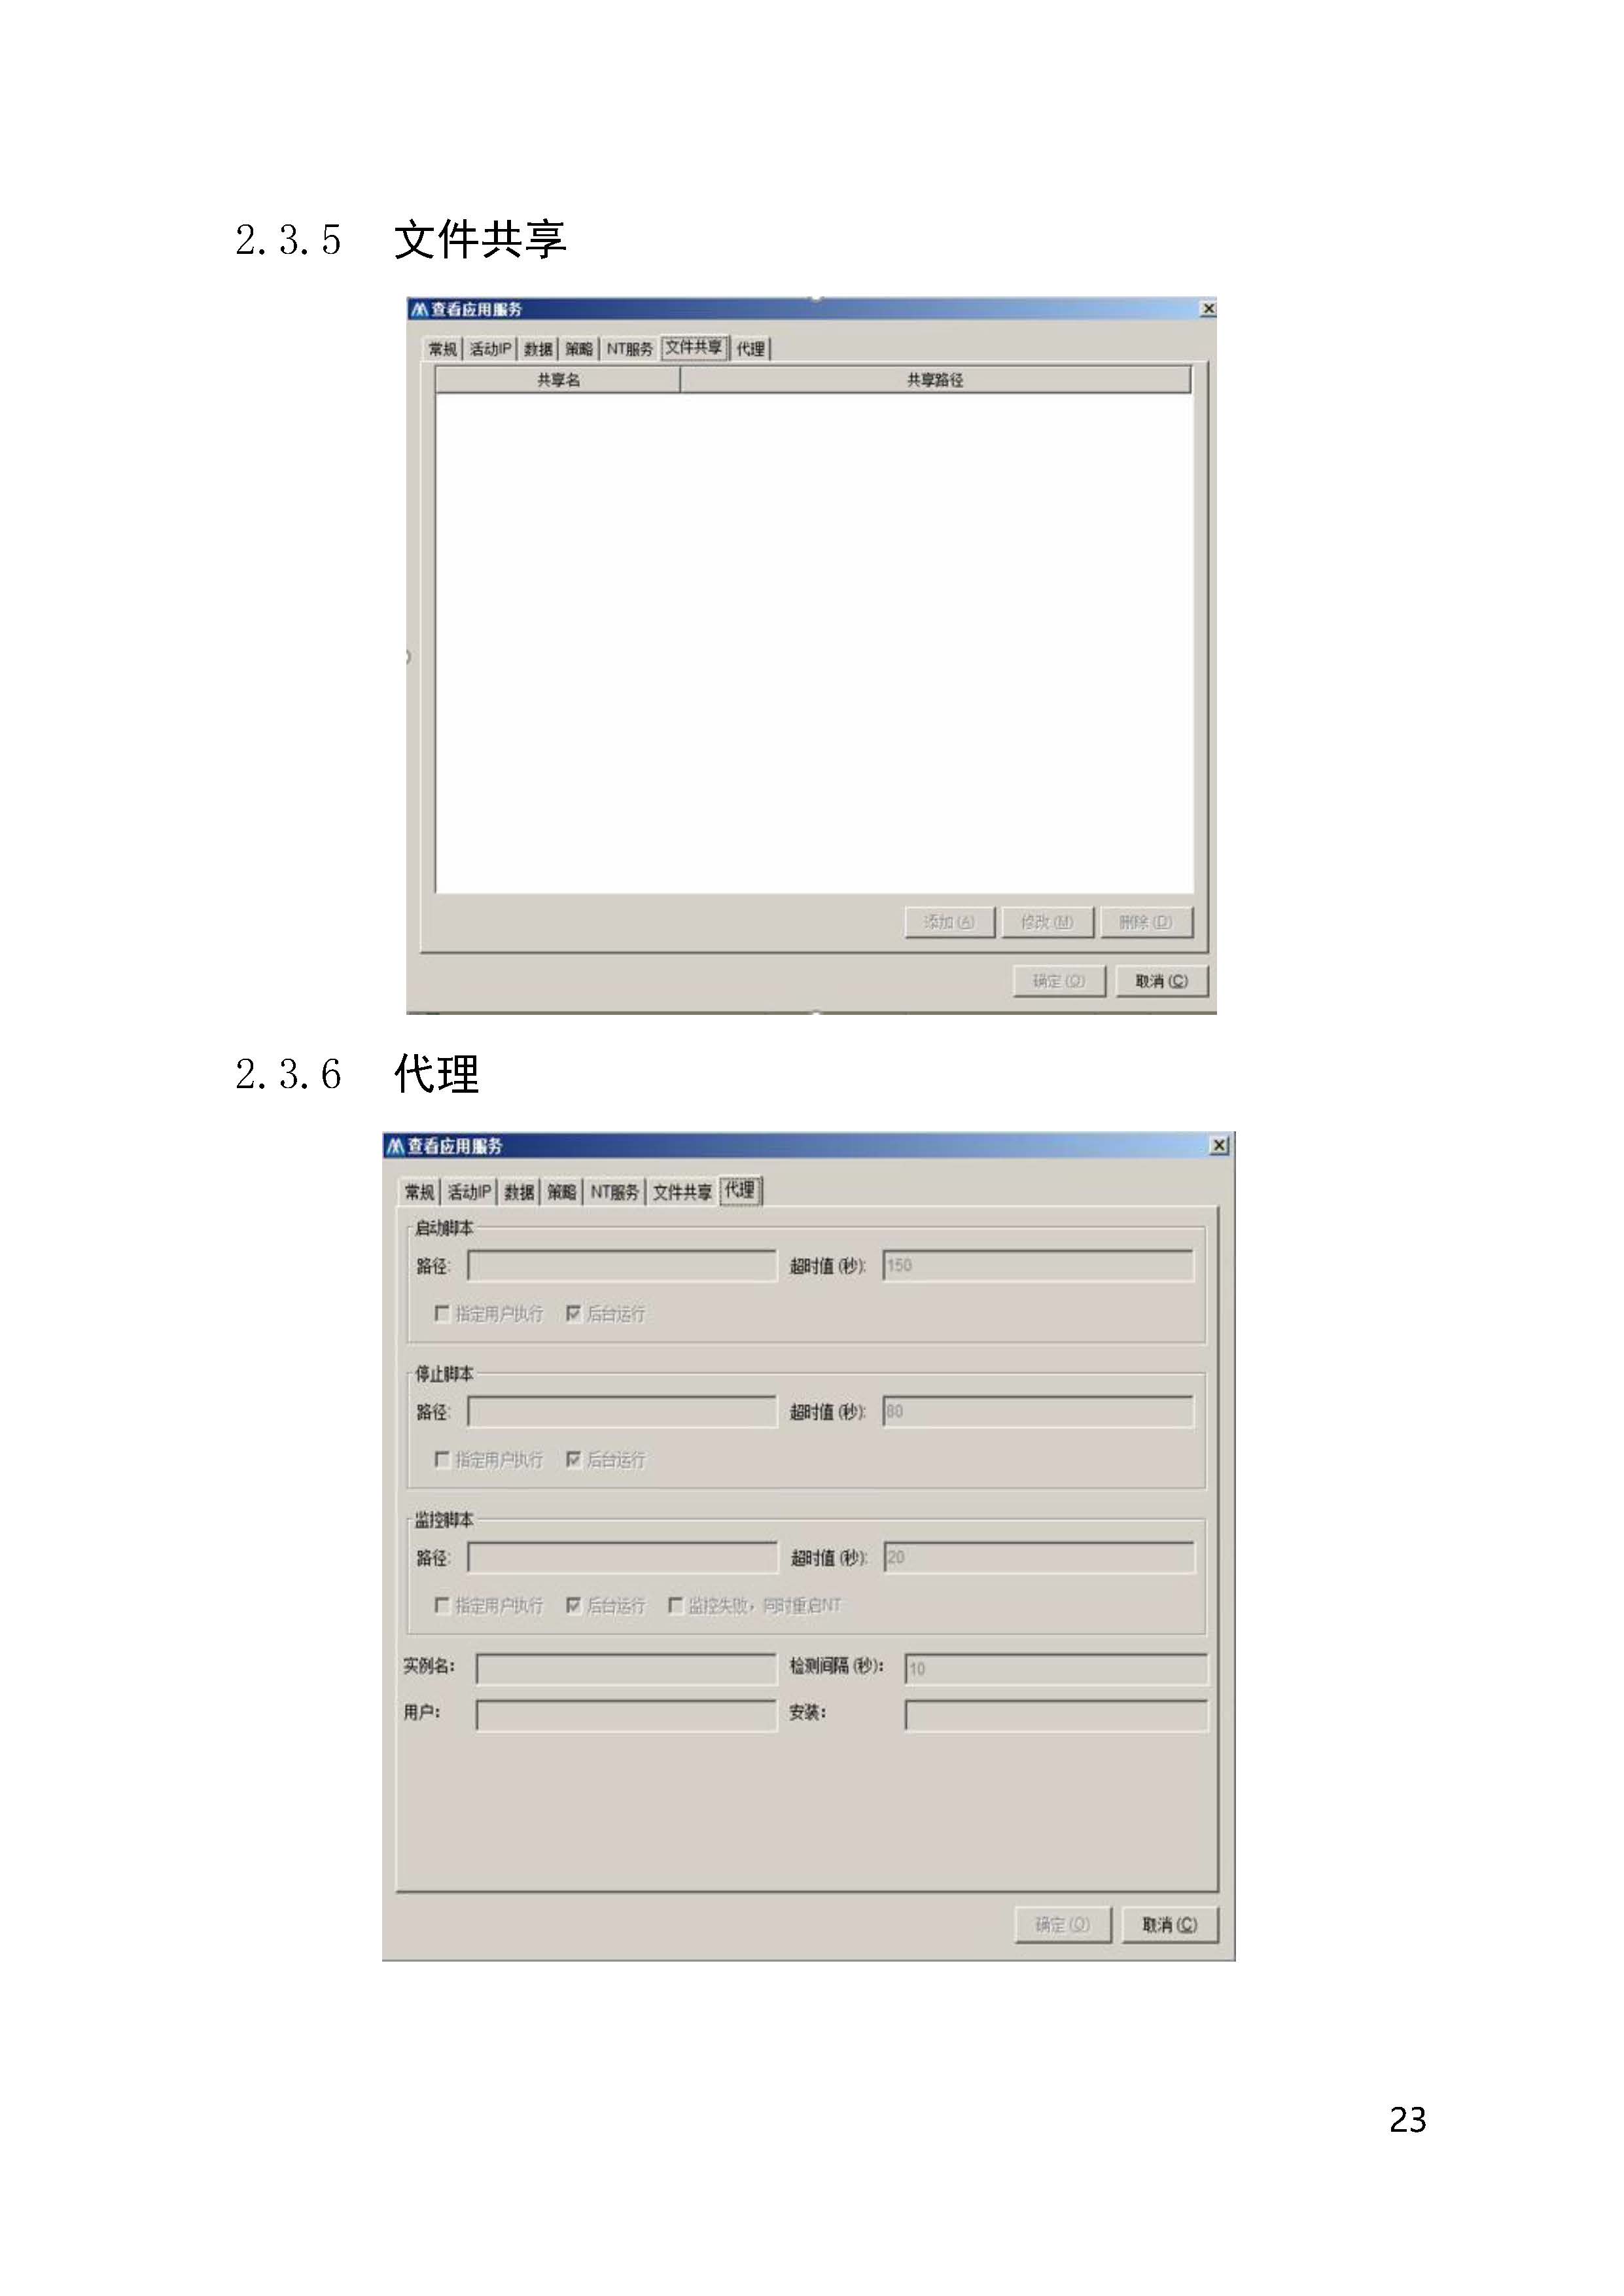 2.3.5 文件共享
查看应用服务
常规 活动IP 数据 策略 NT服务 文件共享 代理
共享名 共享路径
添加(A) 修改(M) 删除(D)
确定(O) 取消(C)
2.3.6 代理
查看应用服务
常规 活动IP 数据 策略 NT服务 文件共享 代理
启动脚本
路径: 超时值(秒): 150
指定用户执行 后台运行
停止脚本
路径: 超时值(秒): 80
指定用户执行 后台运行
监控脚本
路径: 超时值(秒): 20
指定用户执行 后台运行 监控失败，同时重启NT
实例名: 检测间隔(秒): 10
用户: 安装:
确定(O) 取消(C)
23